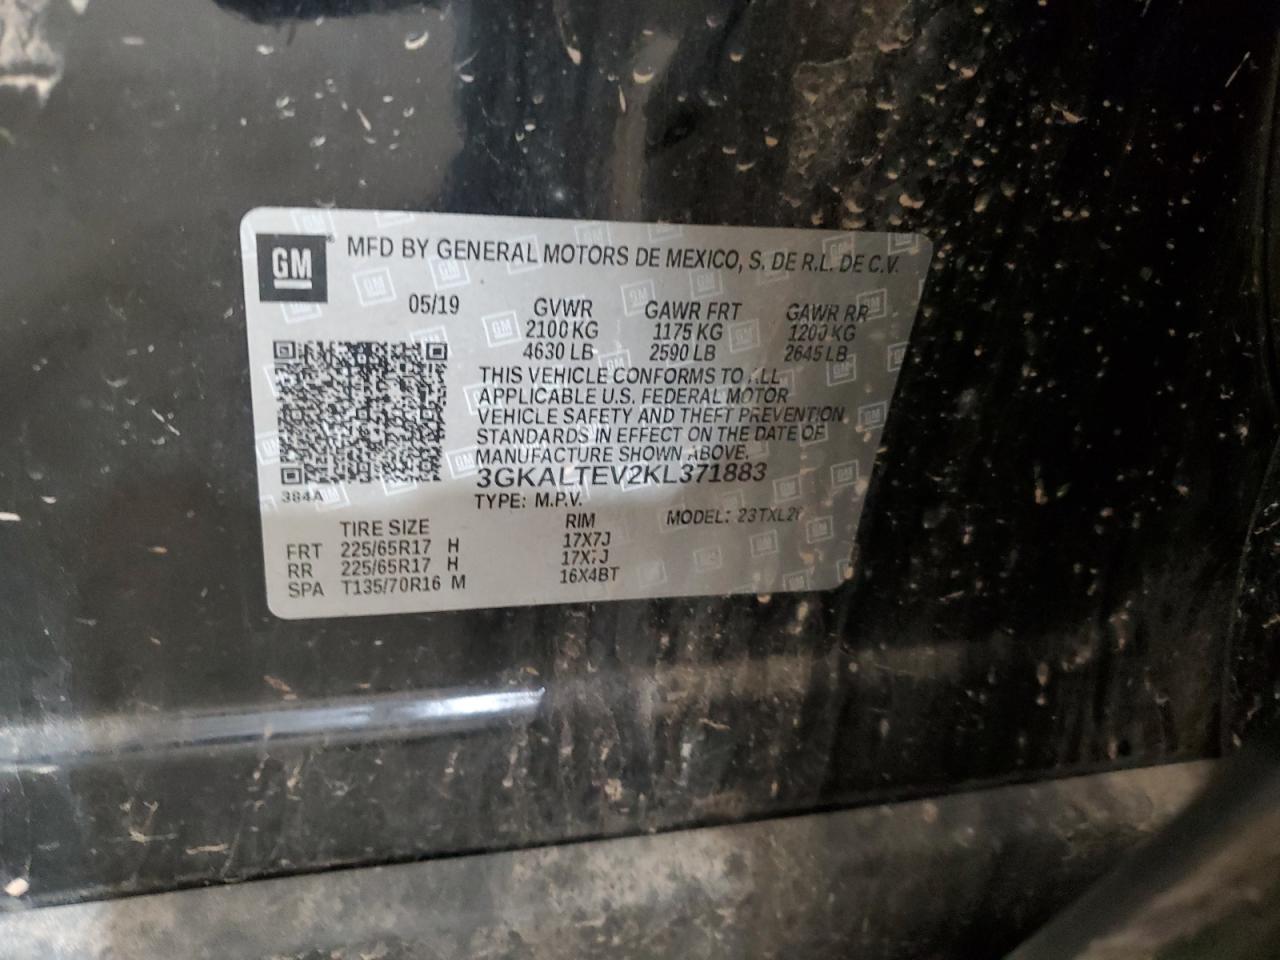 GM
MFD BY GENERAL MOTORS DE MEXICO, S. DE R.L. DE C.V.
05/19 GVWR GAWR FRT GAWR RR
2100 KG 1175 KG 1200 KG
4630 LB 2590 LB 2645 LB
THIS VEHICLE CONFORMS TO ALL
APPLICABLE U.S. FEDERAL MOTOR
VEHICLE SAFETY AND THEFT PREVENTION
STANDARDS IN EFFECT ON THE DATE OF
MANUFACTURE SHOWN ABOVE.
3GKALTEV2KL371883
384A
TYPE: M.P.V.
TIRE SIZE RIM MODEL:
FRT 225/65R17 H 17X7J
RR 225/65R17 H 17X7J
SPA T135/70R16 M 16X4BT